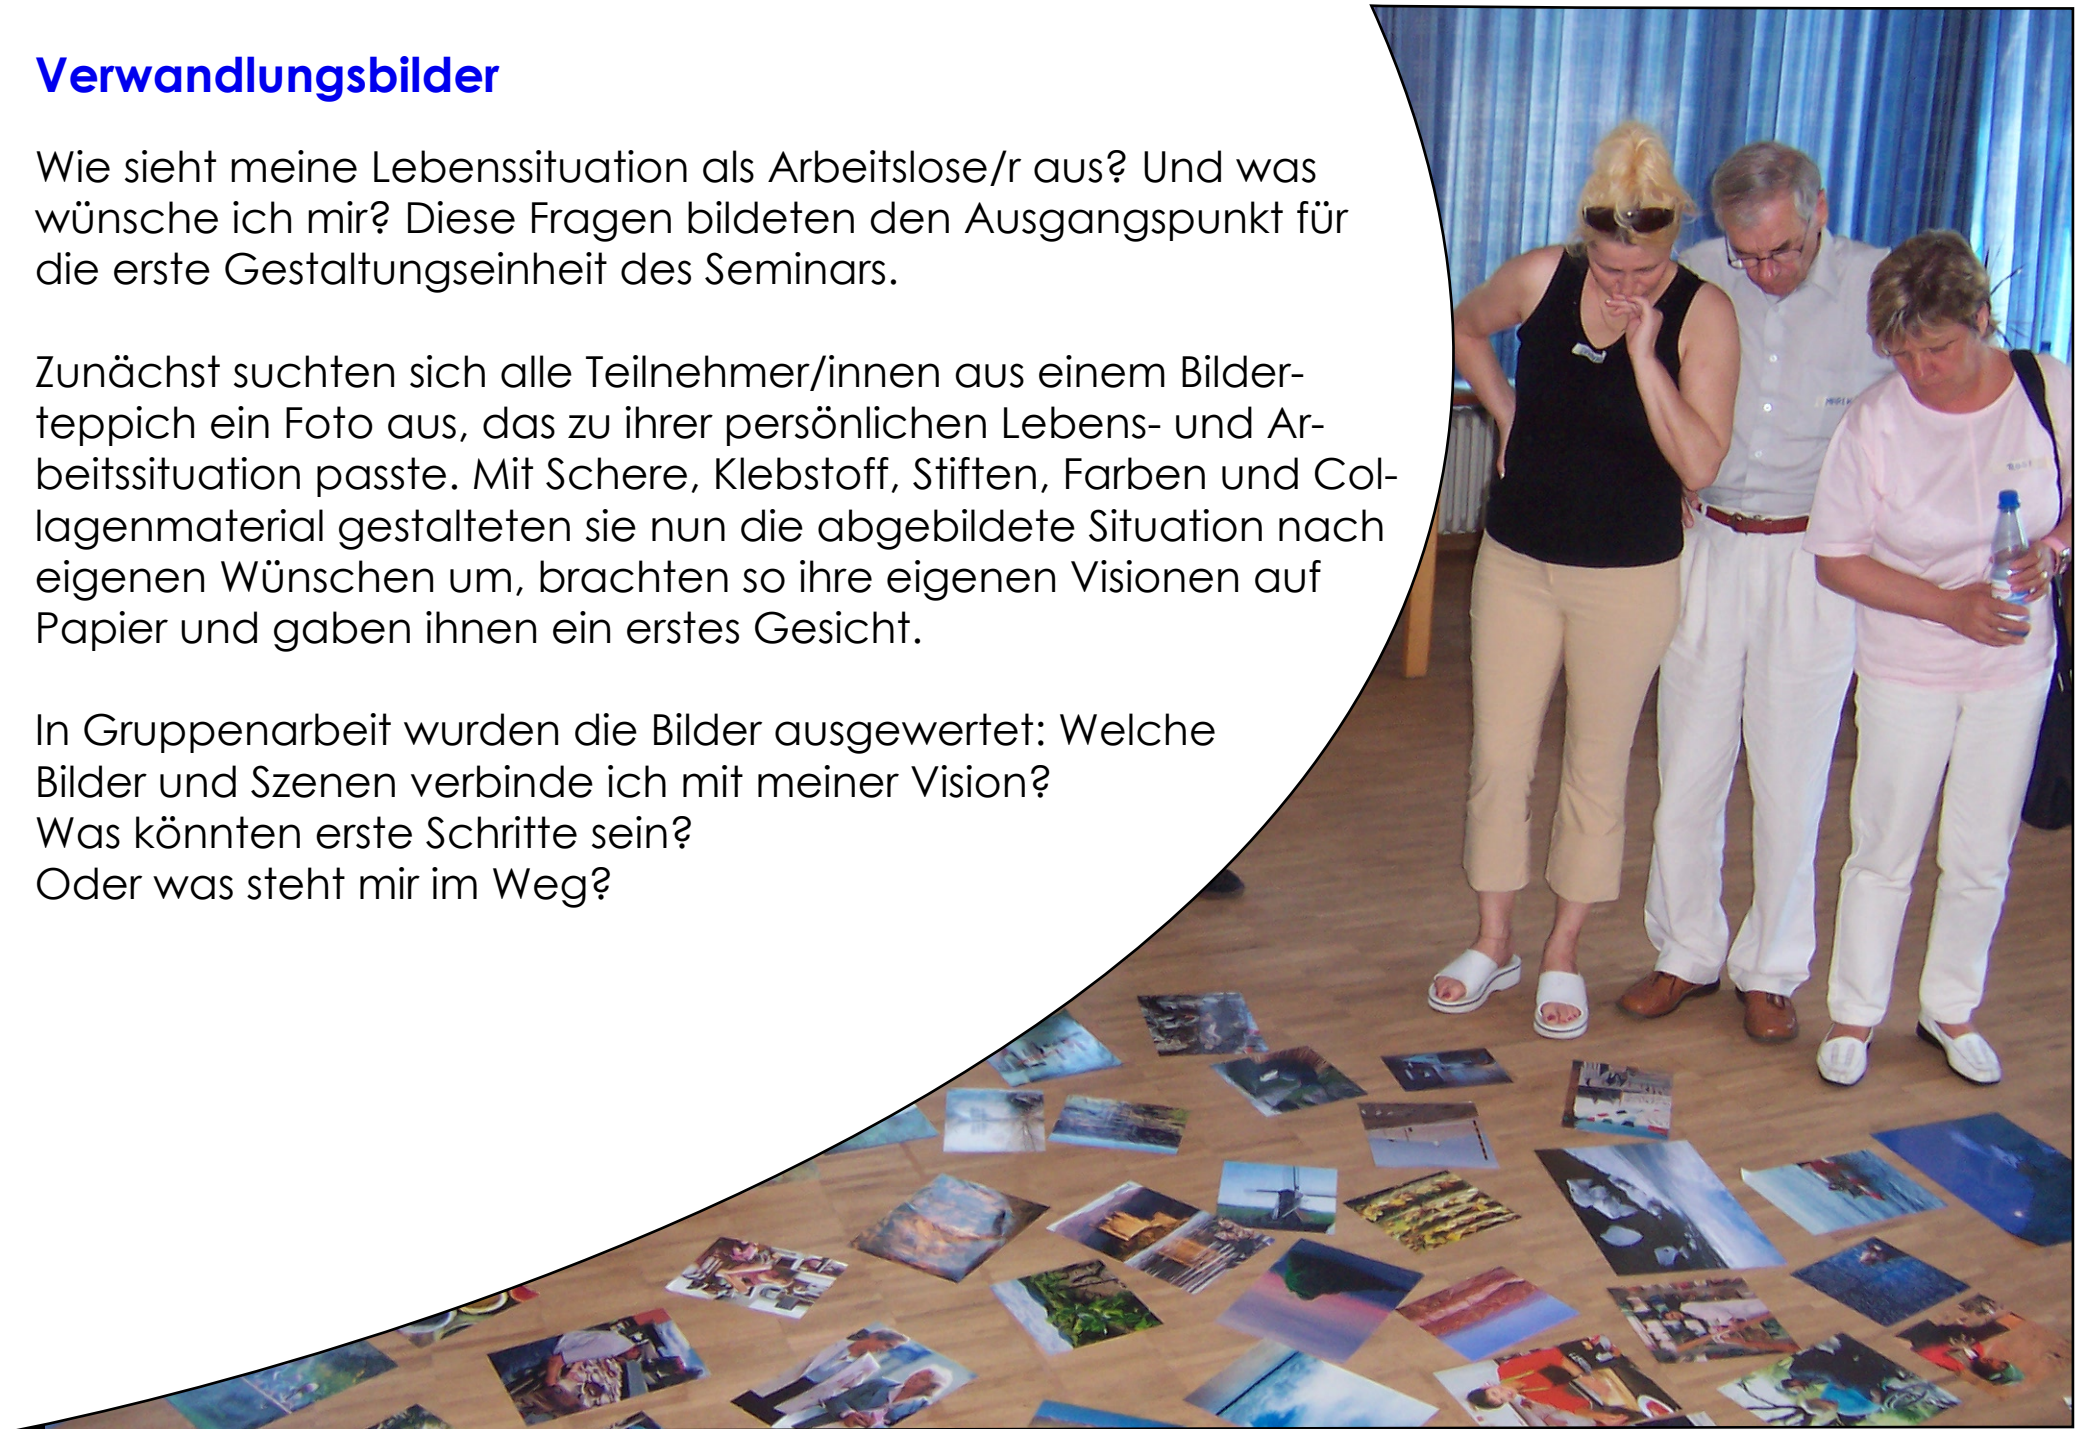 Verwandlungsbilder
Wie sieht meine Lebenssituation als Arbeitslose/r aus? Und was
wünsche ich mir? Diese Fragen bildeten den Ausgangspunkt für
die erste Gestaltungseinheit des Seminars.
Zunächst suchten sich alle Teilnehmer/innen aus einem Bilder-
teppich ein Foto aus, das zu ihrer persönlichen Lebens- und Ar-
beitssituation passte. Mit Schere, Klebstoff, Stiften, Farben und Col-
lagenmaterial gestalteten sie nun die abgebildete Situation nach
eigenen Wünschen um, brachten so ihre eigenen Visionen auf
Papier und gaben ihnen ein erstes Gesicht.
In Gruppenarbeit wurden die Bilder ausgewertet: Welche
Bilder und Szenen verbinde ich mit meiner Vision?
Was könnten erste Schritte sein?
Oder was steht mir im Weg?